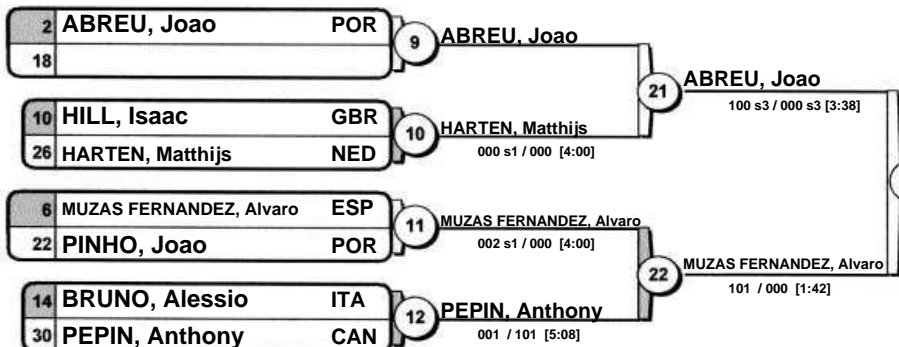 2 ABREU, Joao POR
18
9
ABREU, Joao
10 HILL, Isaac GBR
26 HARTEN, Matthijs NED
10
HARTEN, Matthijs
000 s1 / 000 [4:00]
21
ABREU, Joao
100 s3 / 000 s3 [3:38]
6 MUZAS FERNANDEZ, Alvaro ESP
22 PINHO, Joao POR
11
MUZAS FERNANDEZ, Alvaro
002 s1 / 000 [4:00]
14 BRUNO, Alessio ITA
30 PEPIN, Anthony CAN
12
PEPIN, Anthony
001 / 101 [5:08]
22
MUZAS FERNANDEZ, Alvaro
101 / 000 [1:42]